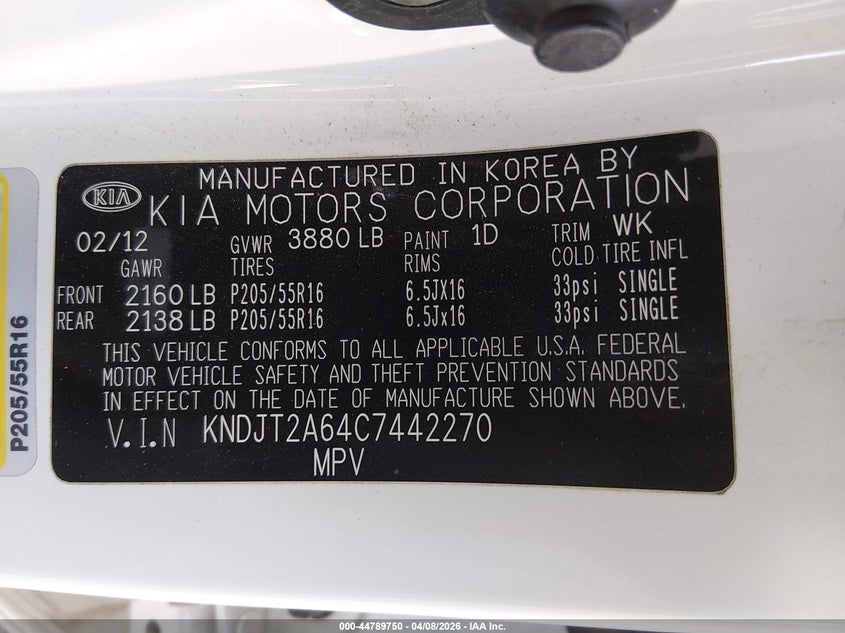 MANUFACTURED IN KOREA BY
KIA KIA MOTORS CORPORATION
02/12 GVWR 3880 LB PAINT 1D TRIM WK
GAWR TIRES RIMS COLD TIRE INFL
FRONT 2160 LB P205/55R16 6.5JX16 33psi SINGLE
REAR 2138 LB P205/55R16 6.5Jx16 33psi SINGLE
THIS VEHICLE CONFORMS TO ALL APPLICABLE U.S.A. FEDERAL
MOTOR VEHICLE SAFETY AND THEFT PREVENTION STANDARDS
IN EFFECT ON THE DATE OF MANUFACTURE SHOWN ABOVE.
V.I.N KNDJT2A64C7442270
MPV
P205/55R16
000-44789750 - 04/08/2026 - IAA Inc.